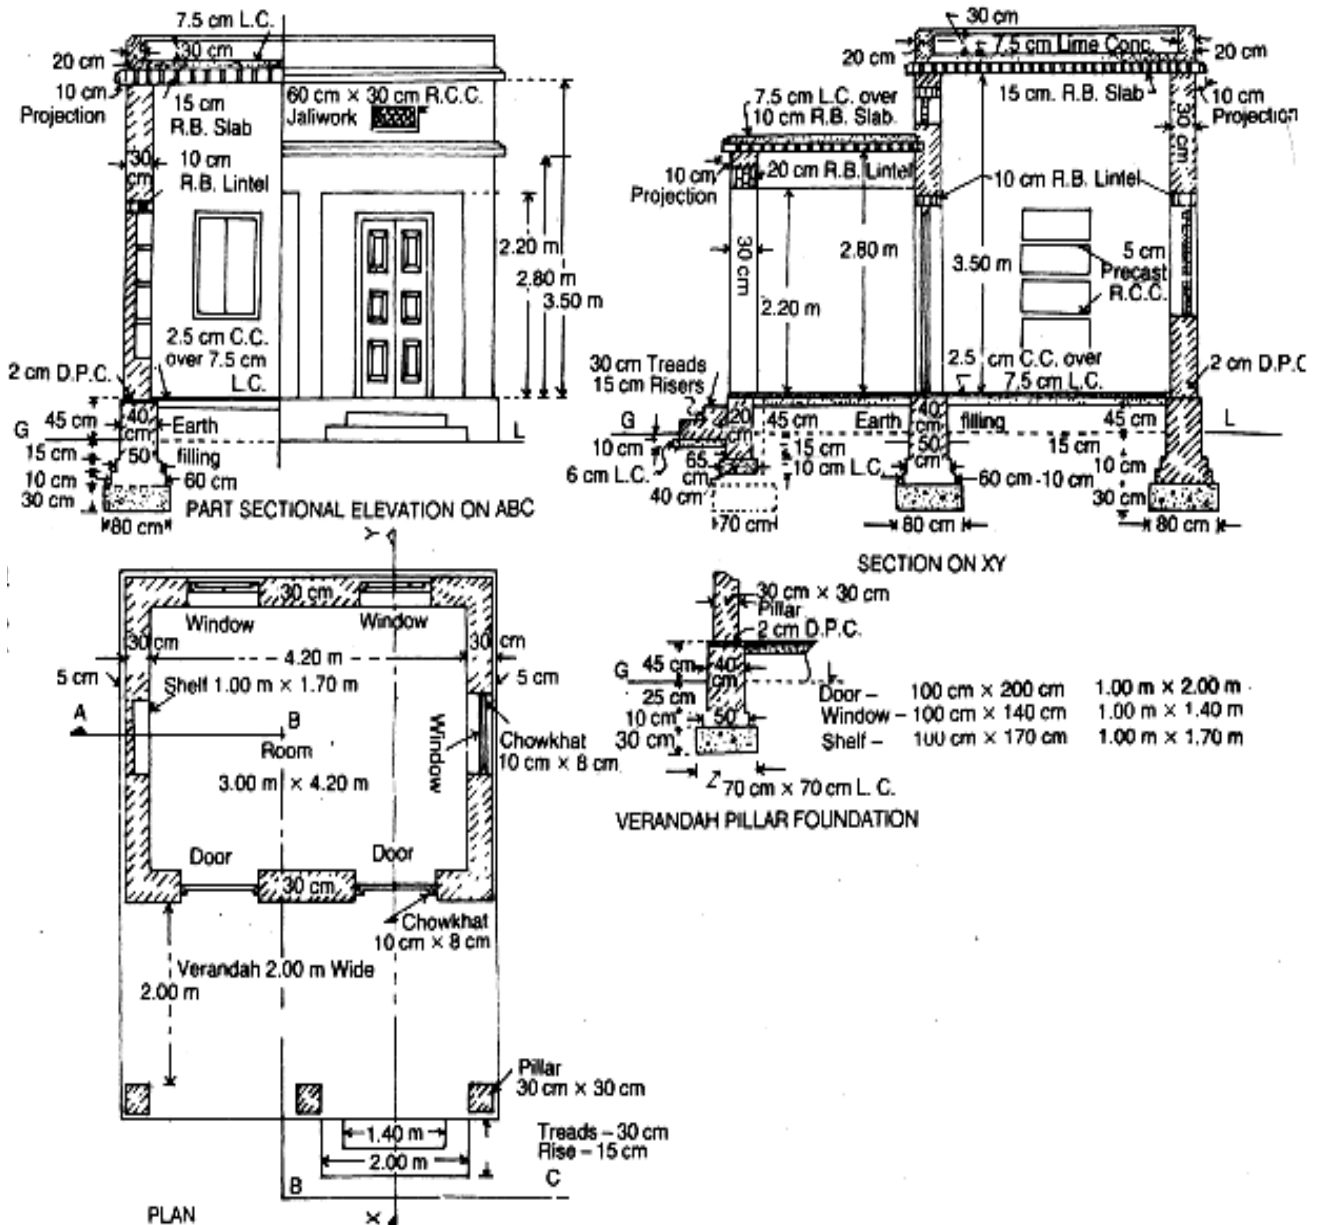 7.5 cm L.C.
30 cm
20 cm
10 cm
Projection
15 cm
R.B. Slab
60 cm × 30 cm R.C.C.
Jaliwork
30
cm
10 cm
R.B. Lintel
2.20 m
2.80 m
3.50 m
2.5 cm C.C.
over 7.5 cm
L.C.
2 cm D.P.C.
G
45 cm
40
cm
Earth
filling
L
15 cm
50
10 cm
60 cm
30 cm
80 cm
PART SECTIONAL ELEVATION ON ABC
30 cm
7.5 cm Lime Conc.
20 cm
20 cm
7.5 cm L.C. over
10 cm R.B. Slab
15 cm. R.B. Slab
10 cm
Projection
30 cm
10 cm
Projection
20 cm R.B. Lintel
10 cm R.B. Lintel
30 cm
2.20 m
2.80 m
3.50 m
5 cm
Precast
R.C.C.
30 cm Treads
15 cm Risers
2.5 cm C.C. over
7.5 cm L.C.
2 cm D.P.C
G
20
cm
45 cm
Earth
40
cm
filling
45 cm
L
10 cm
6 cm L.C.
65
cm
40 cm
15 cm
10 cm L.C.
50
cm
60 cm - 10 cm
15 cm
10 cm
30 cm
70 cm
80 cm
80 cm
SECTION ON XY
Y
30 cm
Window
Window
30 cm
4.20 m
30 cm
5 cm
5 cm
Shelf 1.00 m × 1.70 m
A
B
Room
3.00 m × 4.20 m
Window
Chowkhat
10 cm × 8 cm
Door
Door
30 cm
Chowkhat
10 cm × 8 cm
Verandah 2.00 m Wide
2.00 m
Pillar
30 cm × 30 cm
1.40 m
2.00 m
Treads – 30 cm
Rise – 15 cm
B
C
X
PLAN
30 cm × 30 cm
Pillar
2 cm D.P.C.
G
45 cm
40
cm
L
25 cm
10 cm
50
30 cm
70 cm × 70 cm L. C.
VERANDAH PILLAR FOUNDATION
Door – 100 cm × 200 cm 1.00 m × 2.00 m
Window – 100 cm × 140 cm 1.00 m × 1.40 m
Shelf – 100 cm × 170 cm 1.00 m × 1.70 m